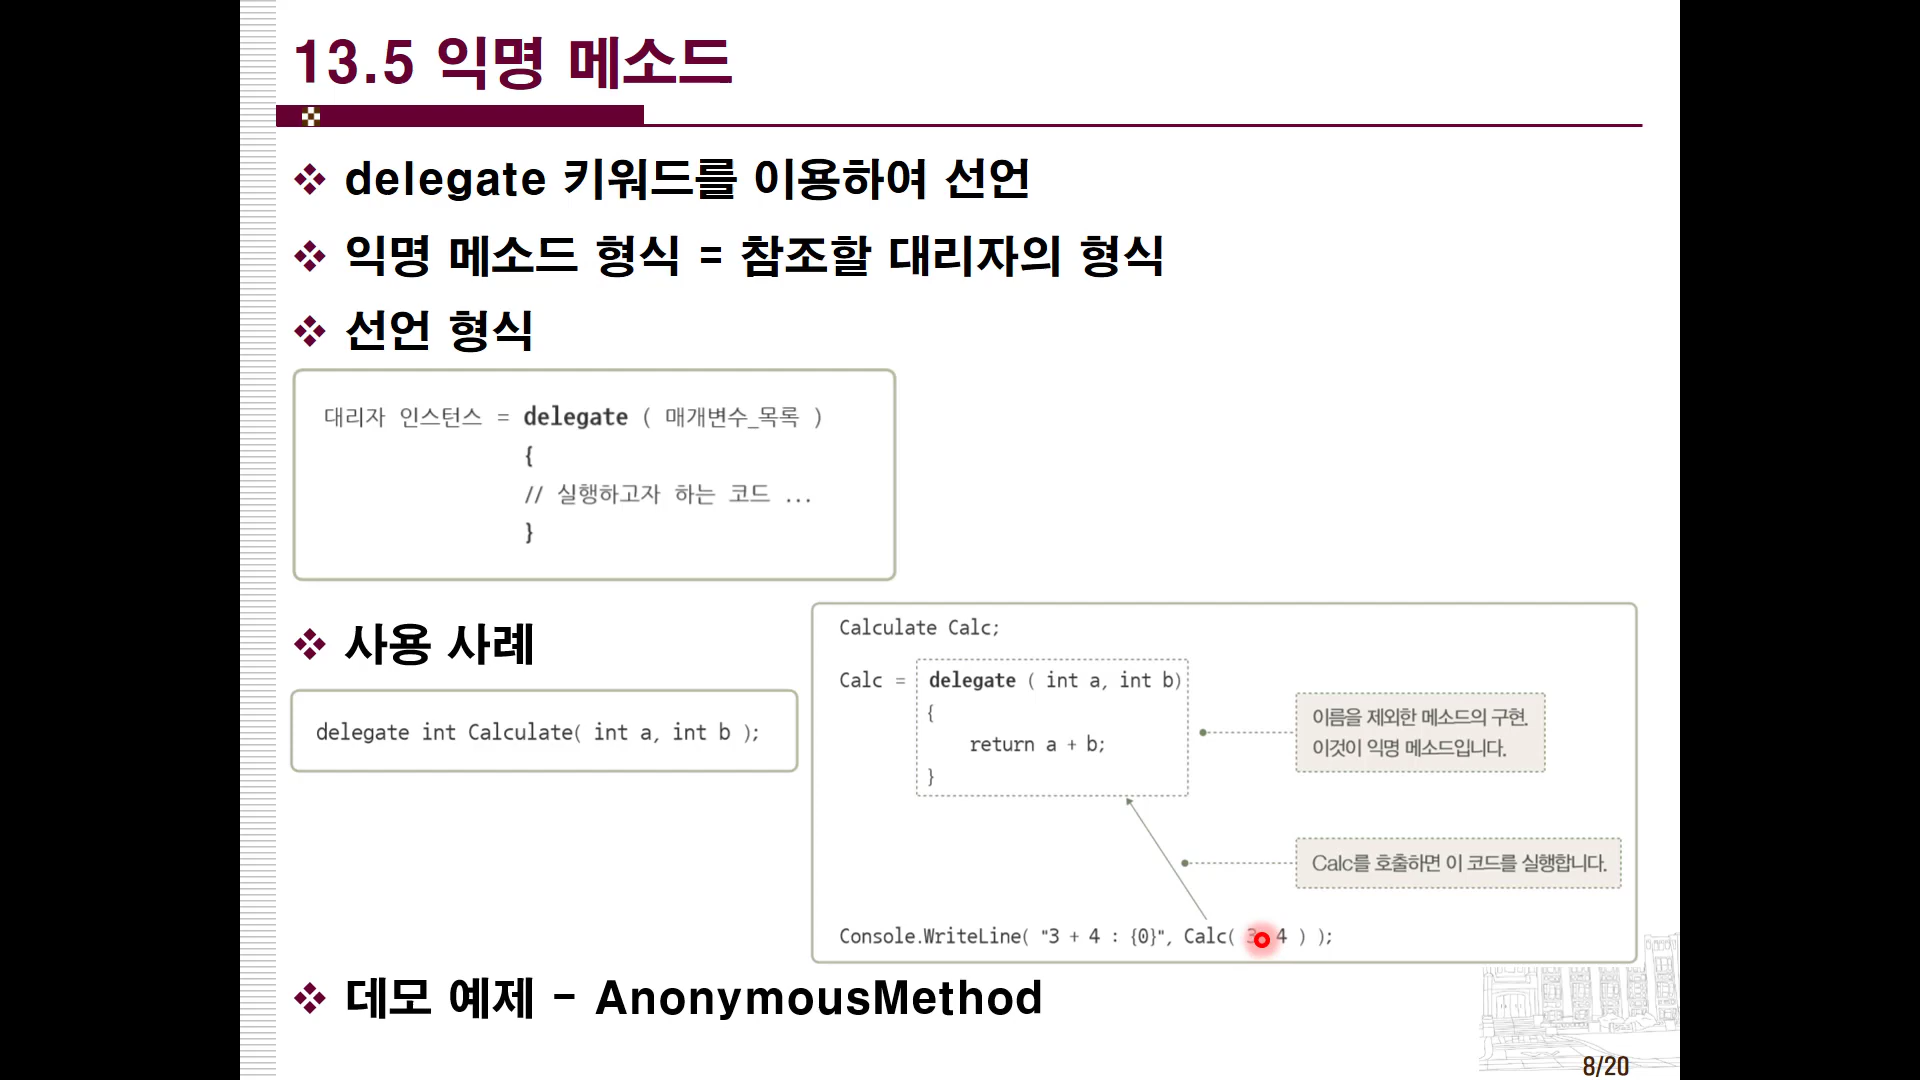 13.5 익명 메소드
❖ delegate 키워드를 이용하여 선언
❖ 익명 메소드 형식 = 참조할 대리자의 형식
❖ 선언 형식
대리자 인스턴스 = delegate ( 매개변수_목록 )
{
// 실행하고자 하는 코드 ...
}
❖ 사용 사례
delegate int Calculate( int a, int b );
Calculate Calc;
Calc = delegate ( int a, int b)
{
return a + b;
}
이름을 제외한 메소드의 구현.
이것이 익명 메소드입니다.
Calc를 호출하면 이 코드를 실행합니다.
Console.WriteLine( "3 + 4 : {0}", Calc( 3 4 ) );
❖ 데모 예제 – AnonymousMethod
8/20